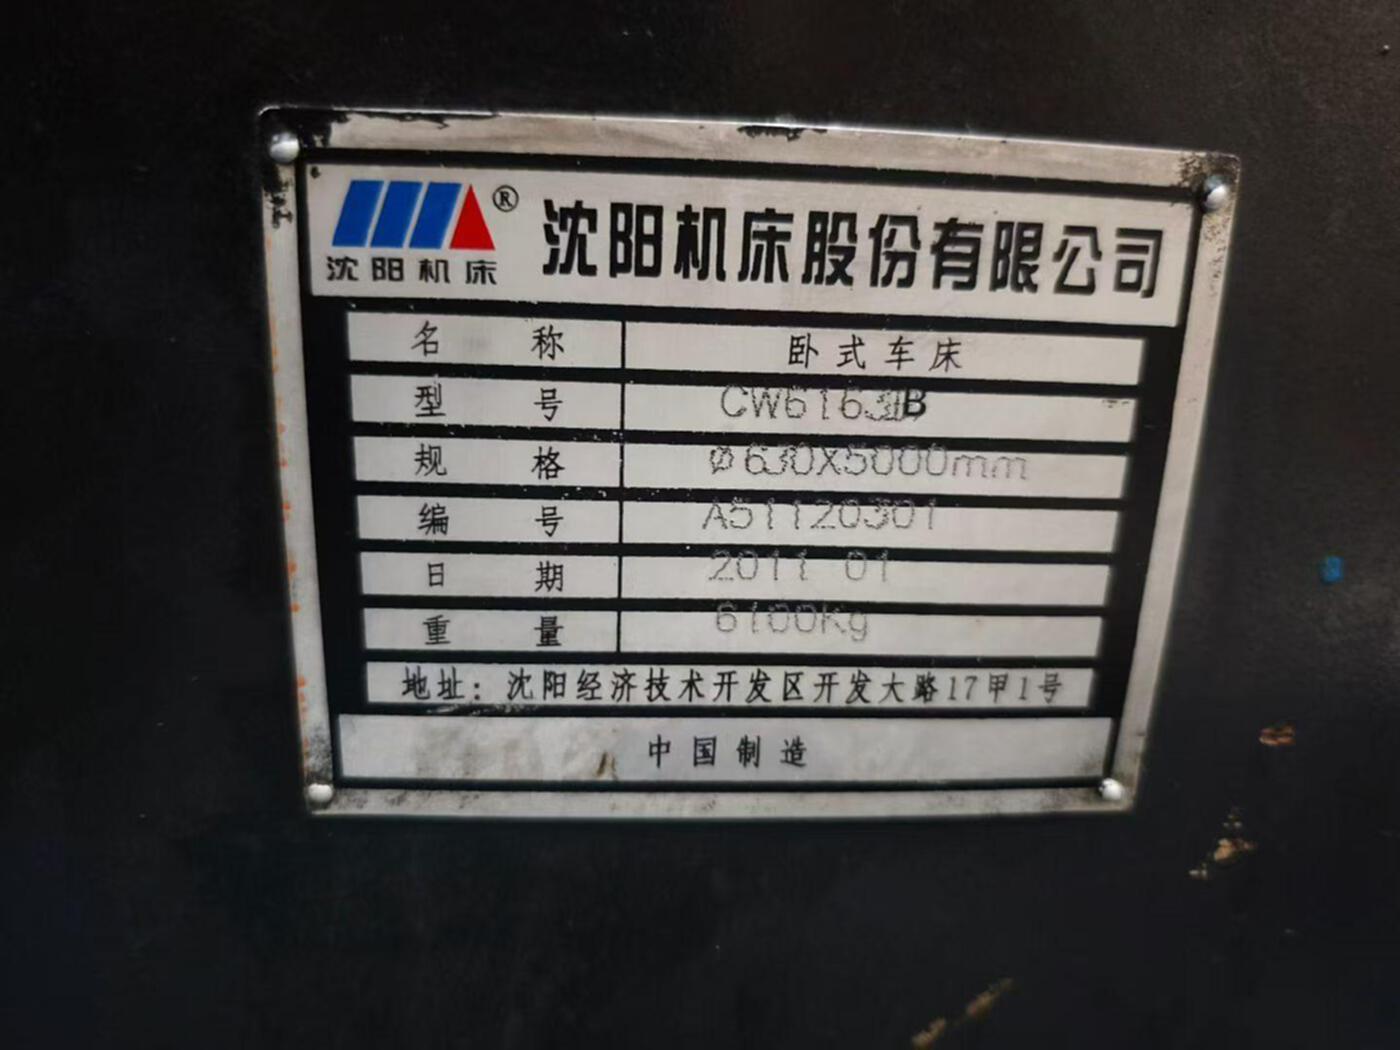 沈阳机床® 沈阳机床股份有限公司
名 称 卧式车床
型 号 CW6163B
规 格 ø630X5000mm
编 号 A51120301
日 期 2011 01
重 量 6100Kg
地址：沈阳经济技术开发区开发大路17甲1号
中国制造